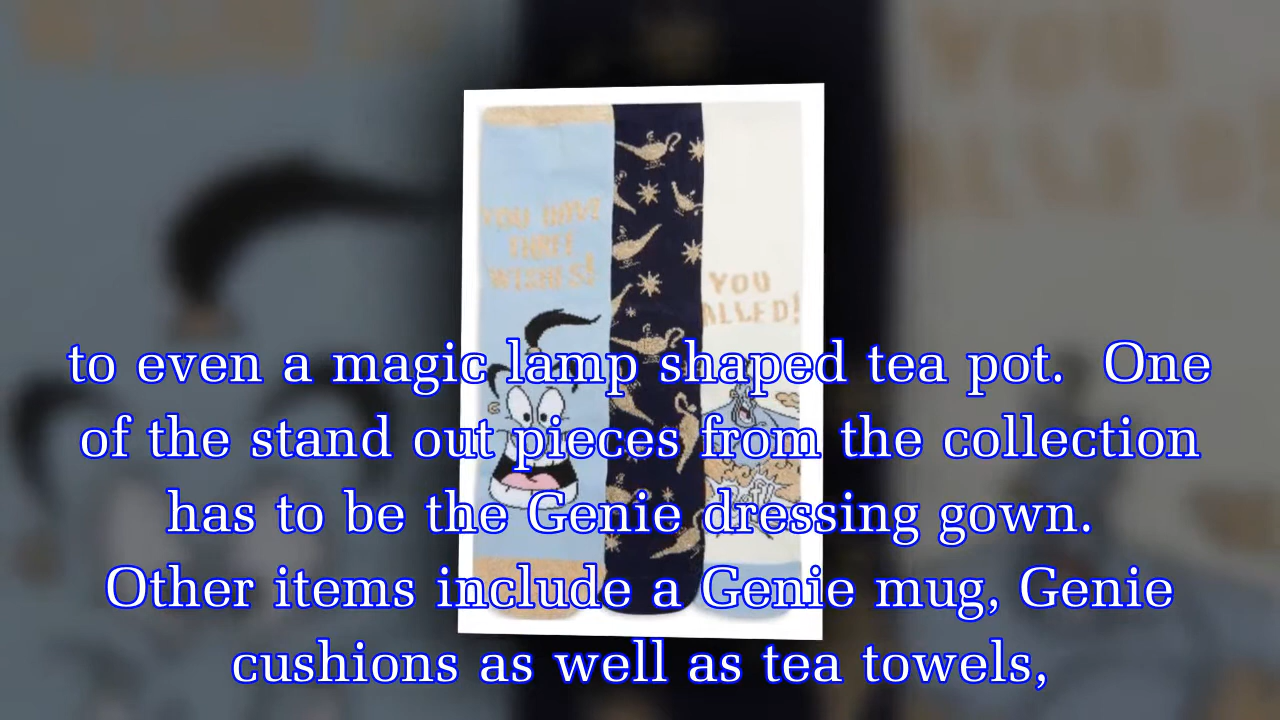 YOU HAVE
THREE
WISHES!
YOU
ALLED!
to even a magic lamp shaped tea pot.  One
of the stand out pieces from the collection
has to be the Genie dressing gown.
Other items include a Genie mug, Genie
cushions as well as tea towels,